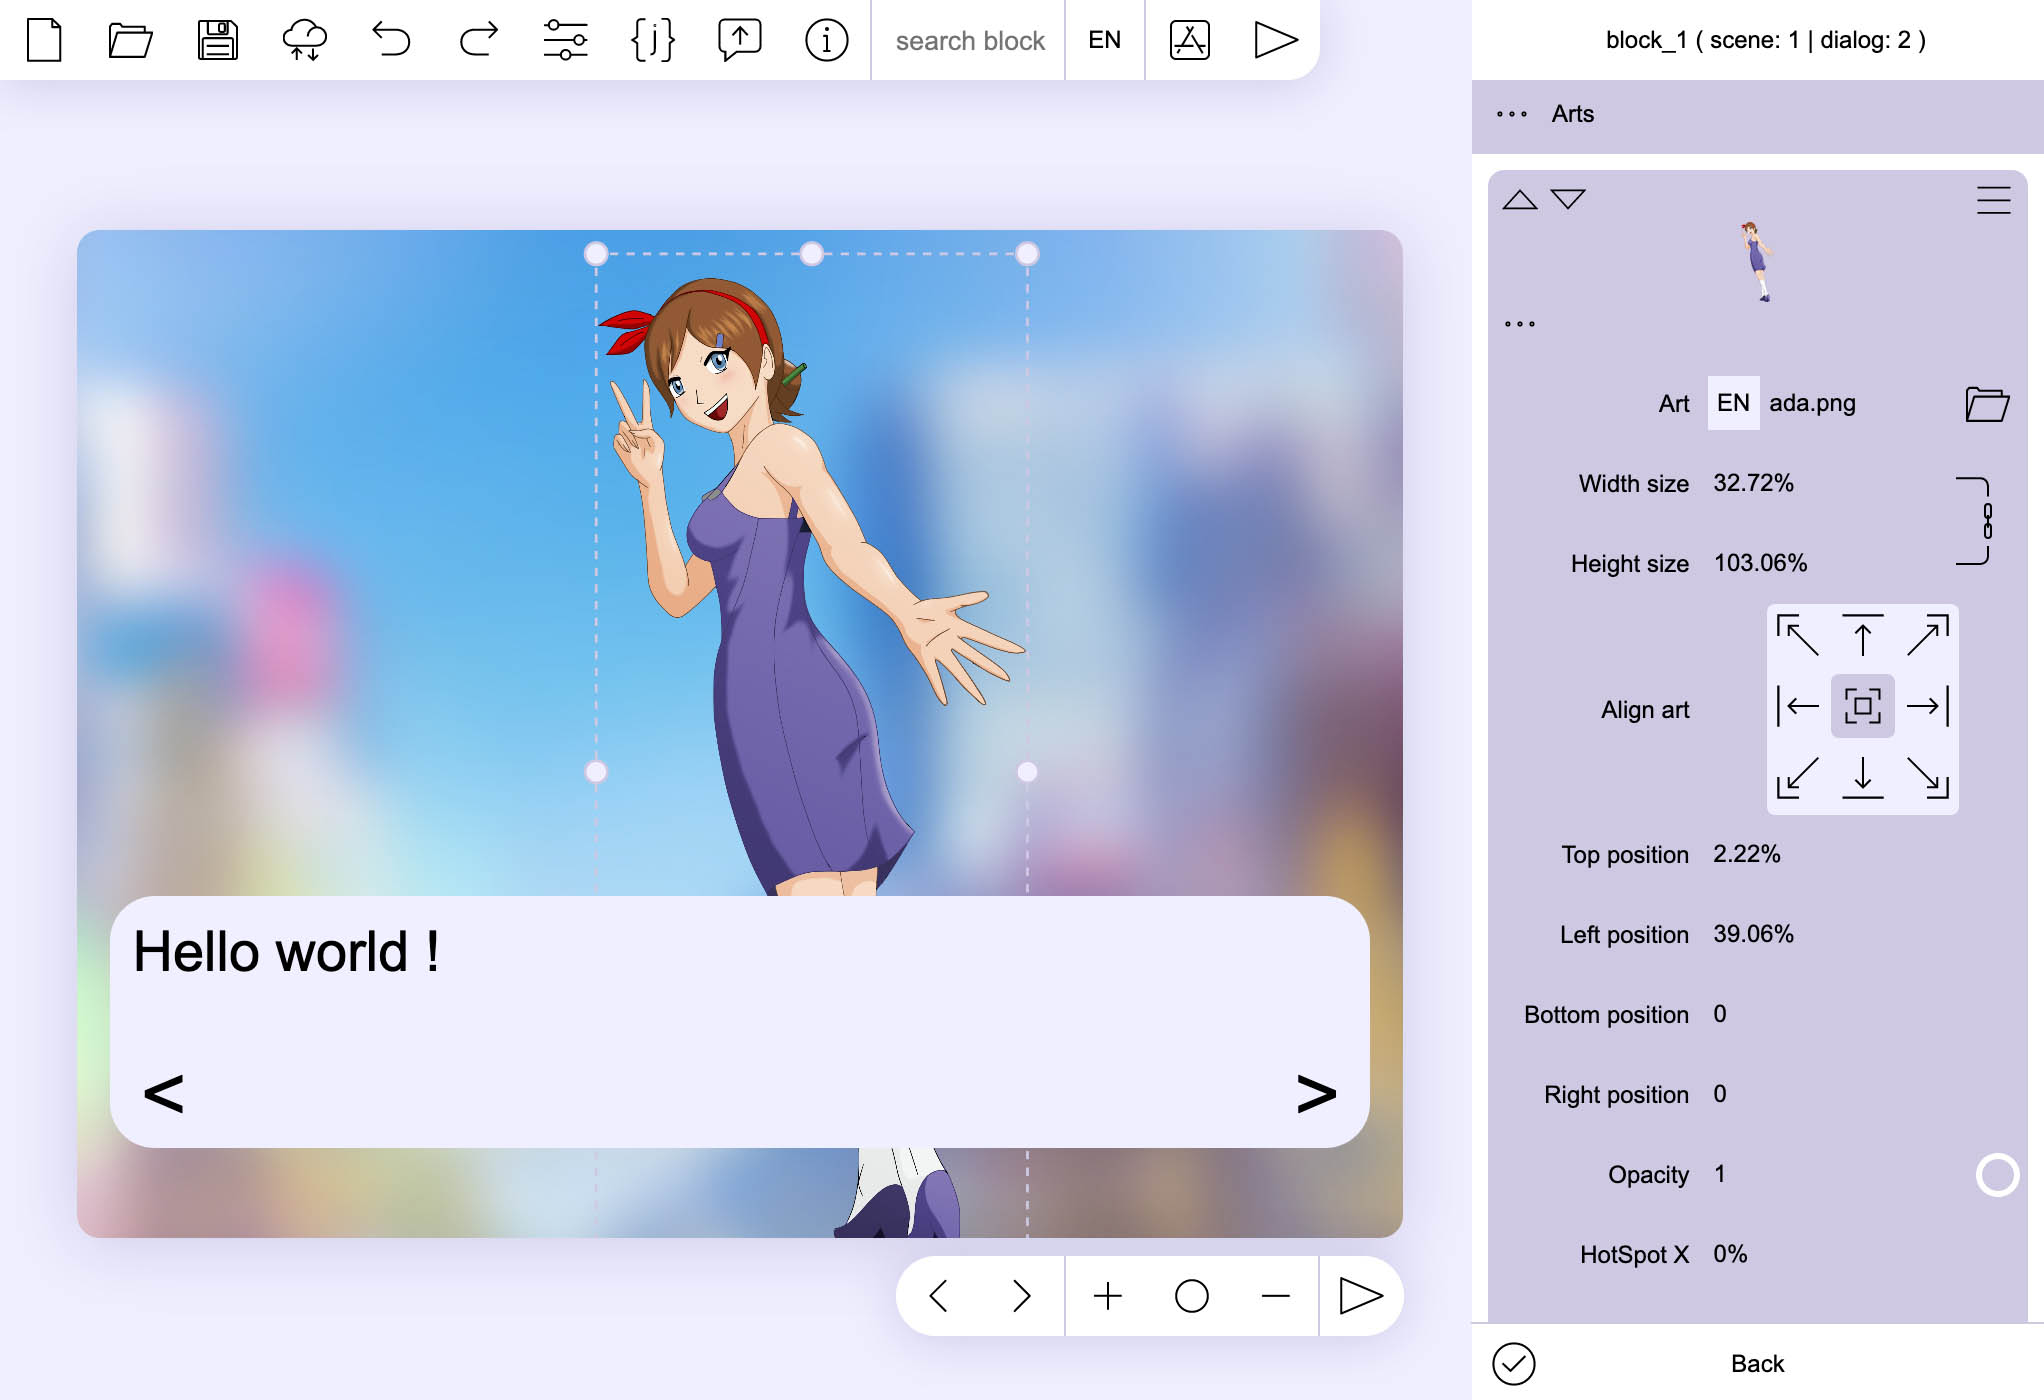 {j}
search block
EN
block_1 ( scene: 1 | dialog: 2 )
Arts
Art EN ada.png
Width size 32.72%
Height size 103.06%
Align art
Top position 2.22%
Left position 39.06%
Bottom position 0
Right position 0
Opacity 1
HotSpot X 0%
Back
Hello world !
< >